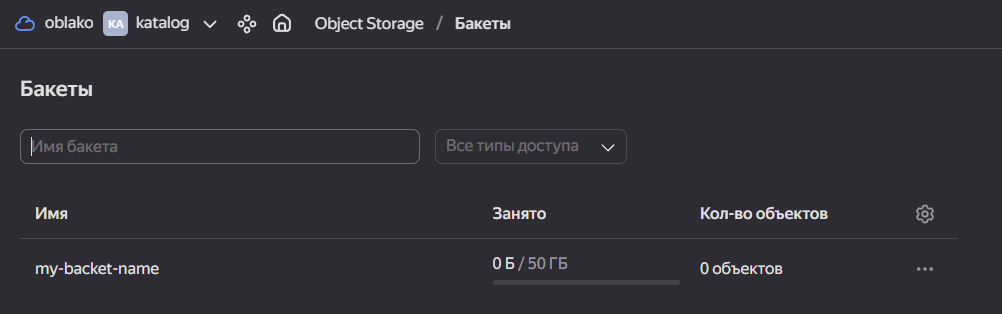 oblako KA katalog Object Storage / Бакеты
Бакеты
Имя бакета Все типы доступа
Имя Занято Кол-во объектов
my-backet-name 0 Б / 50 ГБ 0 объектов